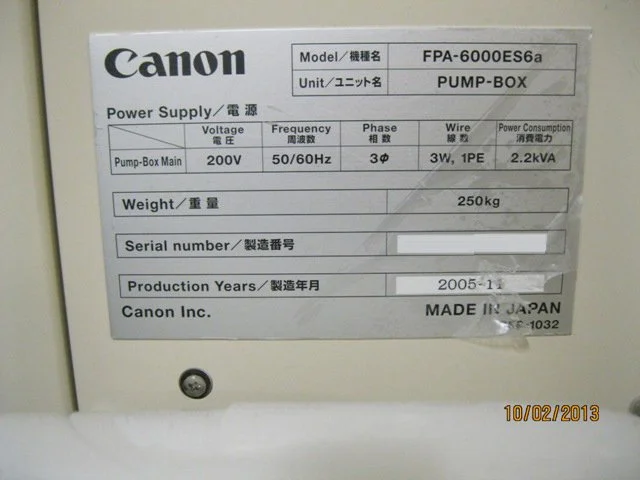 Canon
Model/機種名 FPA-6000ES6a
Unit/ユニット名 PUMP-BOX
Power Supply/電源
Voltage 電圧 Frequency 周波数 Phase 相数 Wire 線数 Power Consumption 消費電力
Pump-Box Main 200V 50/60Hz 3Φ 3W, 1PE 2.2kVA
Weight/重量 250kg
Serial number/製造番号
Production Years/製造年月 2005-11
Canon Inc. MADE IN JAPAN
-1032
10/02/2013